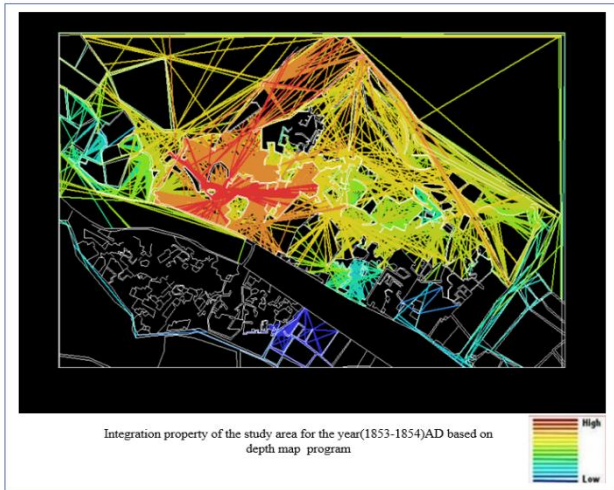 Integration property of the study area for the year(1853-1854)AD based on
depth map program
High
Low